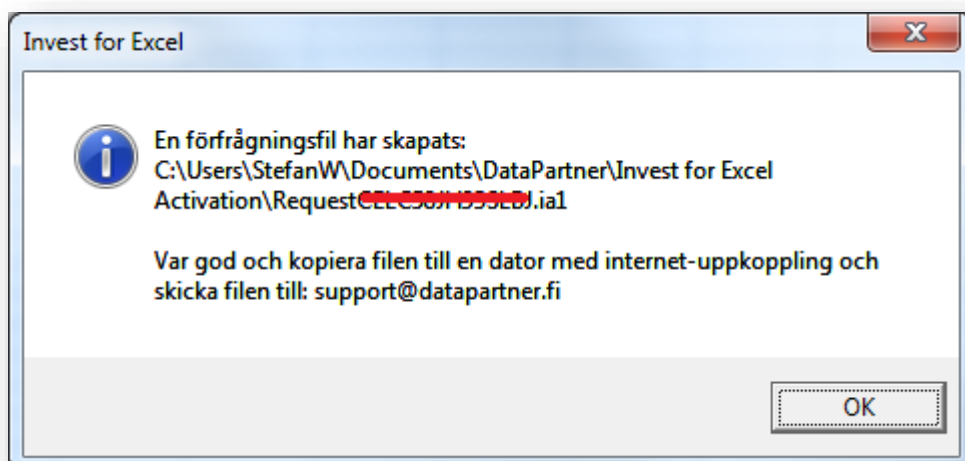 Invest for Excel
En förfrågningsfil har skapats:
C:\Users\StefanW\Documents\DataPartner\Invest for Excel
Activation\Request .ia1
Var god och kopiera filen till en dator med internet-uppkoppling och
skicka filen till: support@datapartner.fi
OK